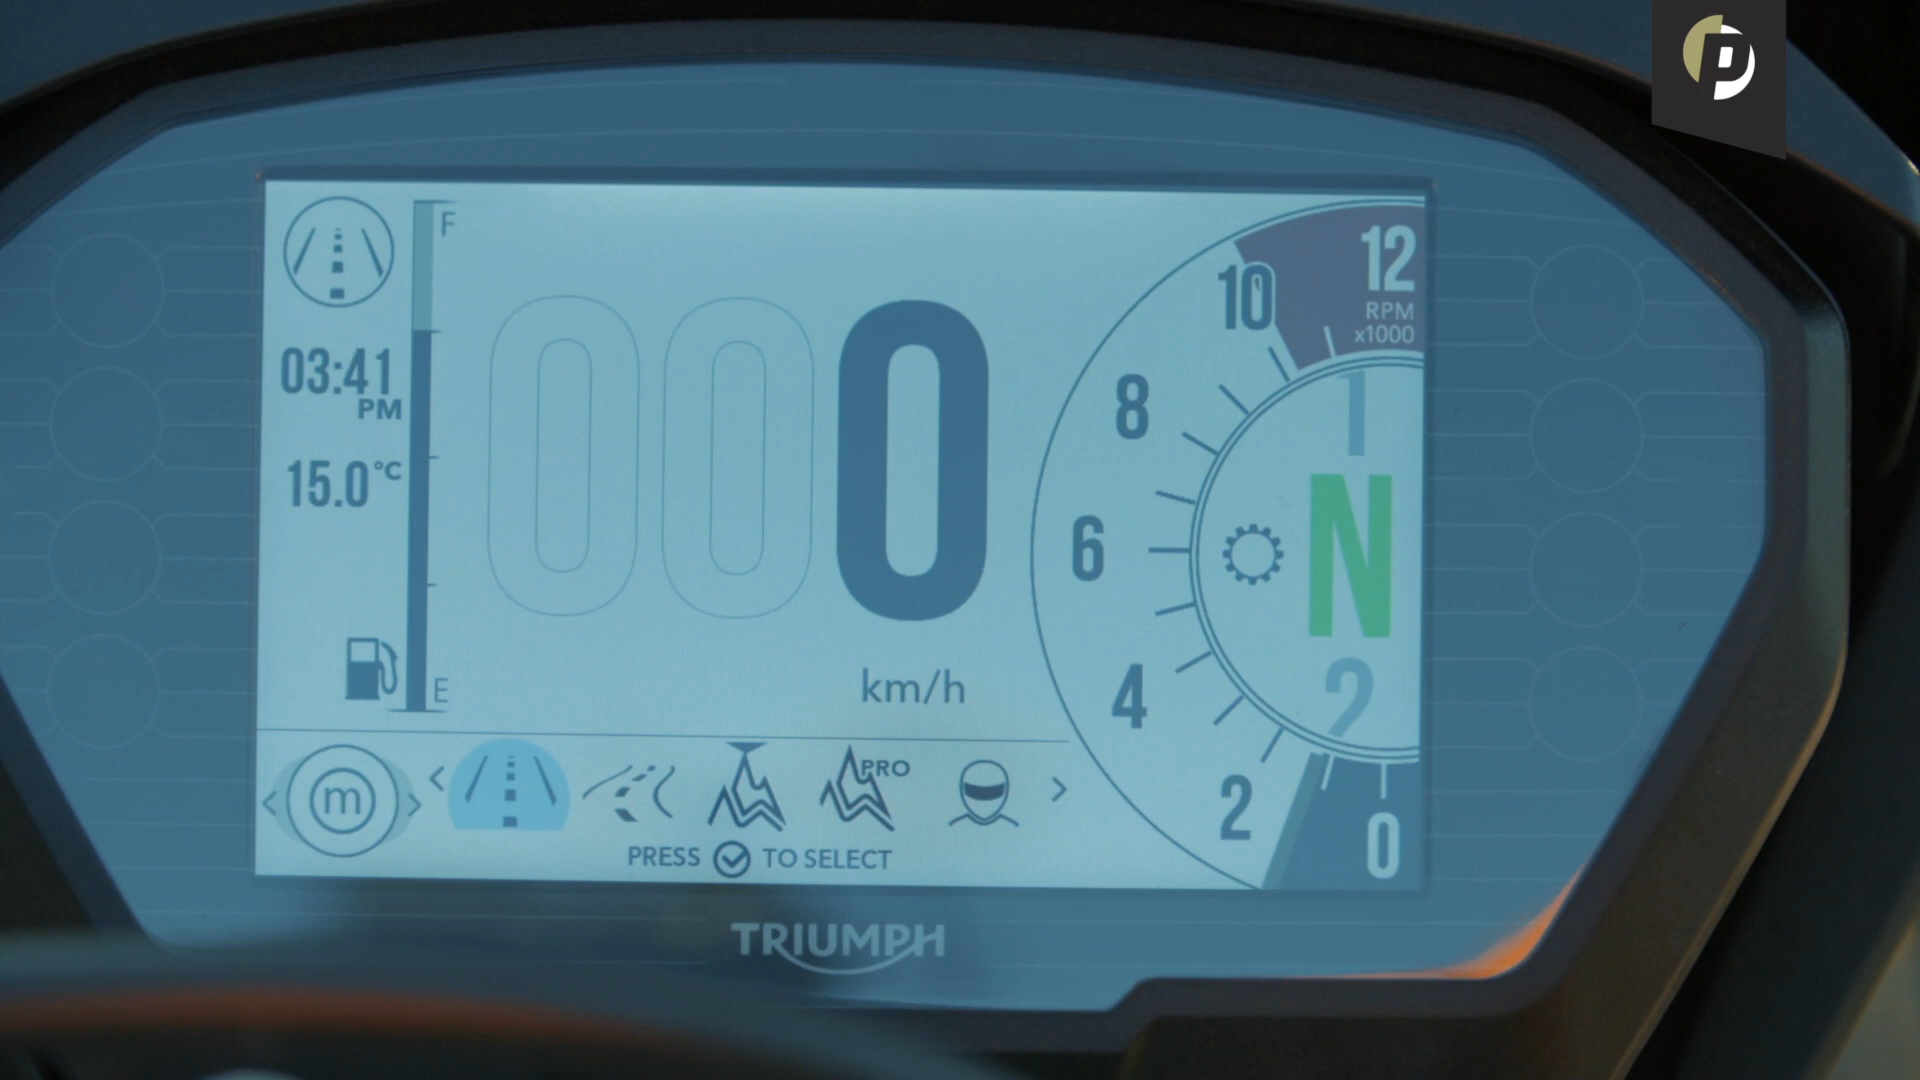 F
03:41
PM
15.0°C
E
000
km/h
12
RPM
x1000
10
8
6
4
2
0
1
N
2
m
PRO
PRESS TO SELECT
TRIUMPH
P